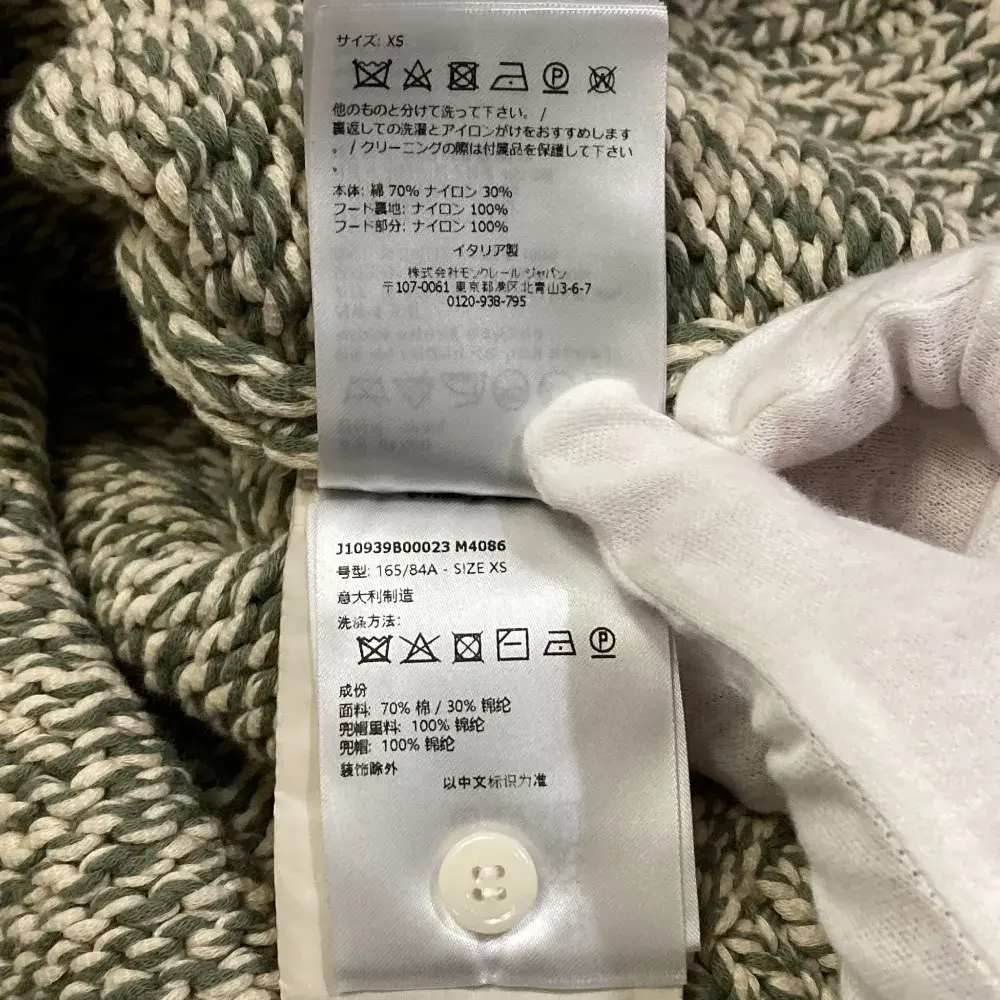 サイズ: XS
他のものと分けて洗って下さい。/
裏返しての洗濯とアイロンがけをおすすめします
。/ クリーニングの際は付属品を保護して下さい
。
本体: 綿 70% ナイロン 30%
フード裏地: ナイロン 100%
フード部分: ナイロン 100%
イタリア製
株式会社モンクレール ジャパン
〒107-0061 東京都港区北青山3-6-7
0120-938-795
J10939B00023 M4086
号型: 165/84A - SIZE XS
意大利制造
洗涤方法:
成份
面料: 70% 棉 / 30% 锦纶
兜帽里料: 100% 锦纶
兜帽: 100% 锦纶
装饰除外
以中文标识为准